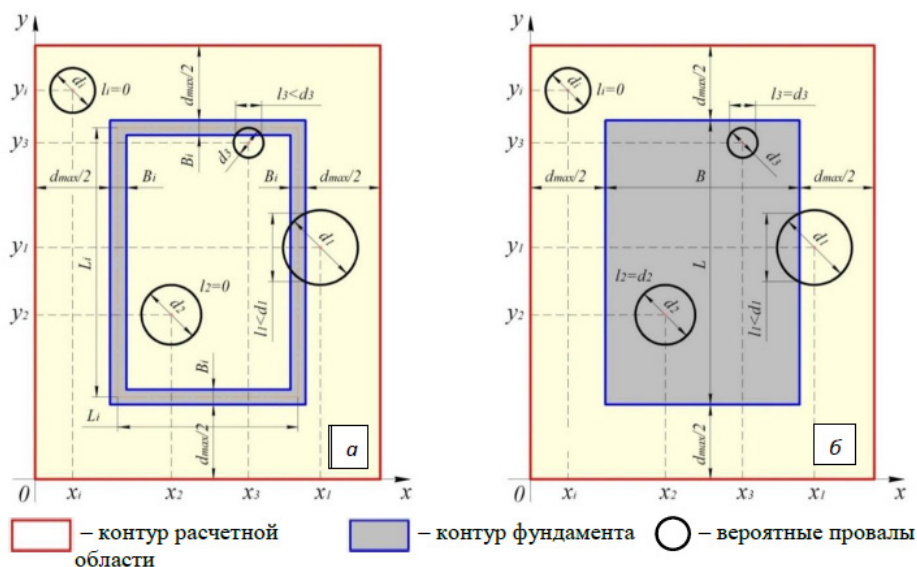 y
y
dᵢ
lᵢ=0
yᵢ
dmax/2
l₃<d₃
y₃
d₃
Bᵢ
dmax/2
Bᵢ
Bᵢ
dmax/2
y₁
d₁
Lᵢ
l₂=0
l₁<d₁
d₂
y₂
Bᵢ
Lᵢ
dmax/2
а
0
xᵢ
x₂
x₃
x₁
x
dᵢ
lᵢ=0
yᵢ
dmax/2
l₃=d₃
y₃
d₃
dmax/2
B
dmax/2
y₁
d₁
L
l₂=d₂
l₁<d₁
d₂
y₂
dmax/2
б
0
xᵢ
x₂
x₃
x₁
x
– контур расчетной
области
– контур фундамента
– вероятные провалы